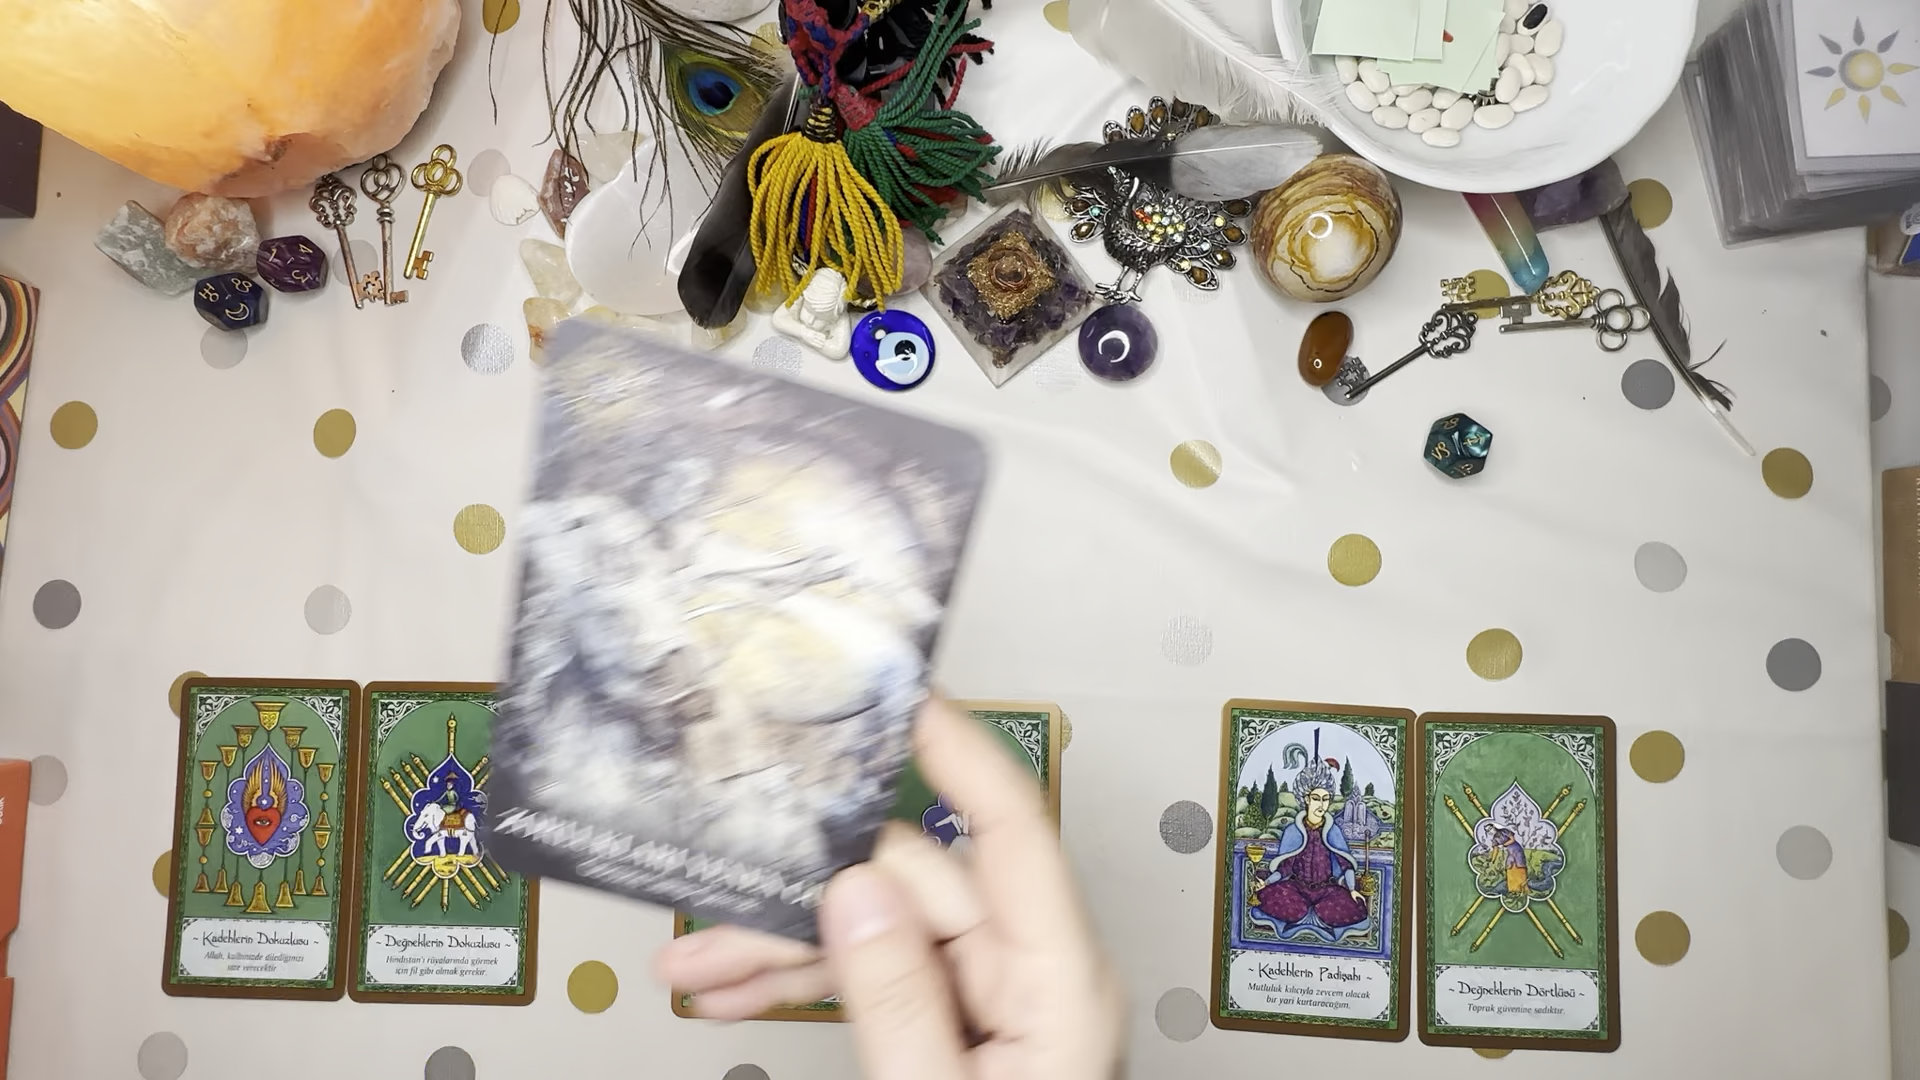 ~ Kadehlerin Dokuzlusu ~
Allah, kalbinizde dilediğinizi
size verecektir
~ Değneklerin Dokuzlusu ~
Hindistan'ı rüyalarında görmek
için fil gibi olmak gerekir.
~ Kadehlerin Padişahı ~
Mutluluk kılıcıyla zevcem olacak
bir yari kurtaracağım.
~ Değneklerin Dörtlüsü ~
Toprak güvenine sadıktır.